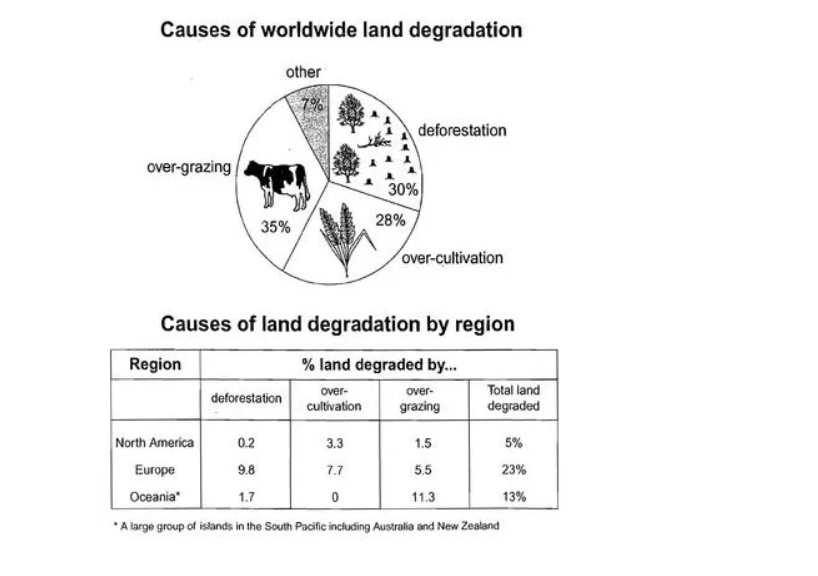 Causes of worldwide land degradation
other
7%
deforestation
over-grazing
30%
35%
28%
over-cultivation
Causes of land degradation by region
Region % land degraded by...
deforestation over-cultivation over-grazing Total land degraded
North America 0.2 3.3 1.5 5%
Europe 9.8 7.7 5.5 23%
Oceania* 1.7 0 11.3 13%
* A large group of islands in the South Pacific including Australia and New Zealand